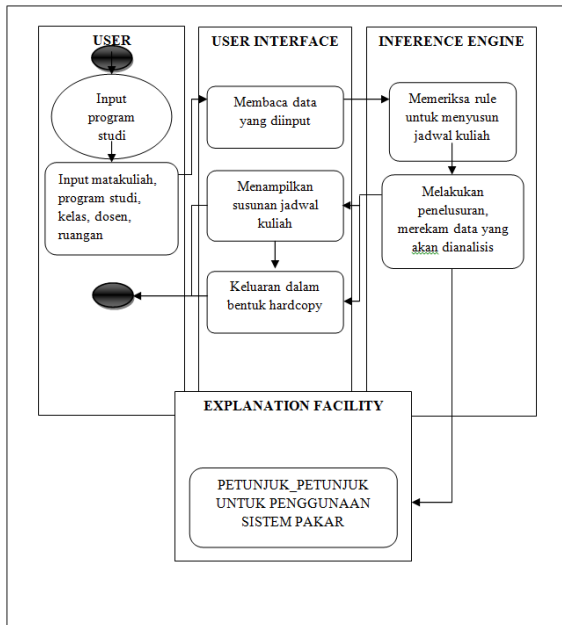 USER
Input
program
studi
Input matakuliah,
program studi,
kelas, dosen,
ruangan
USER INTERFACE
Membaca data
yang diinput
Menampilkan
susunan jadwal
kuliah
Keluaran dalam
bentuk hardcopy
INFERENCE ENGINE
Memeriksa rule
untuk menyusun
jadwal kuliah
Melakukan
penelusuran,
merekam data yang
akan dianalisis
EXPLANATION FACILITY
PETUNJUK_PETUNJUK
UNTUK PENGGUNAAN
SISTEM PAKAR